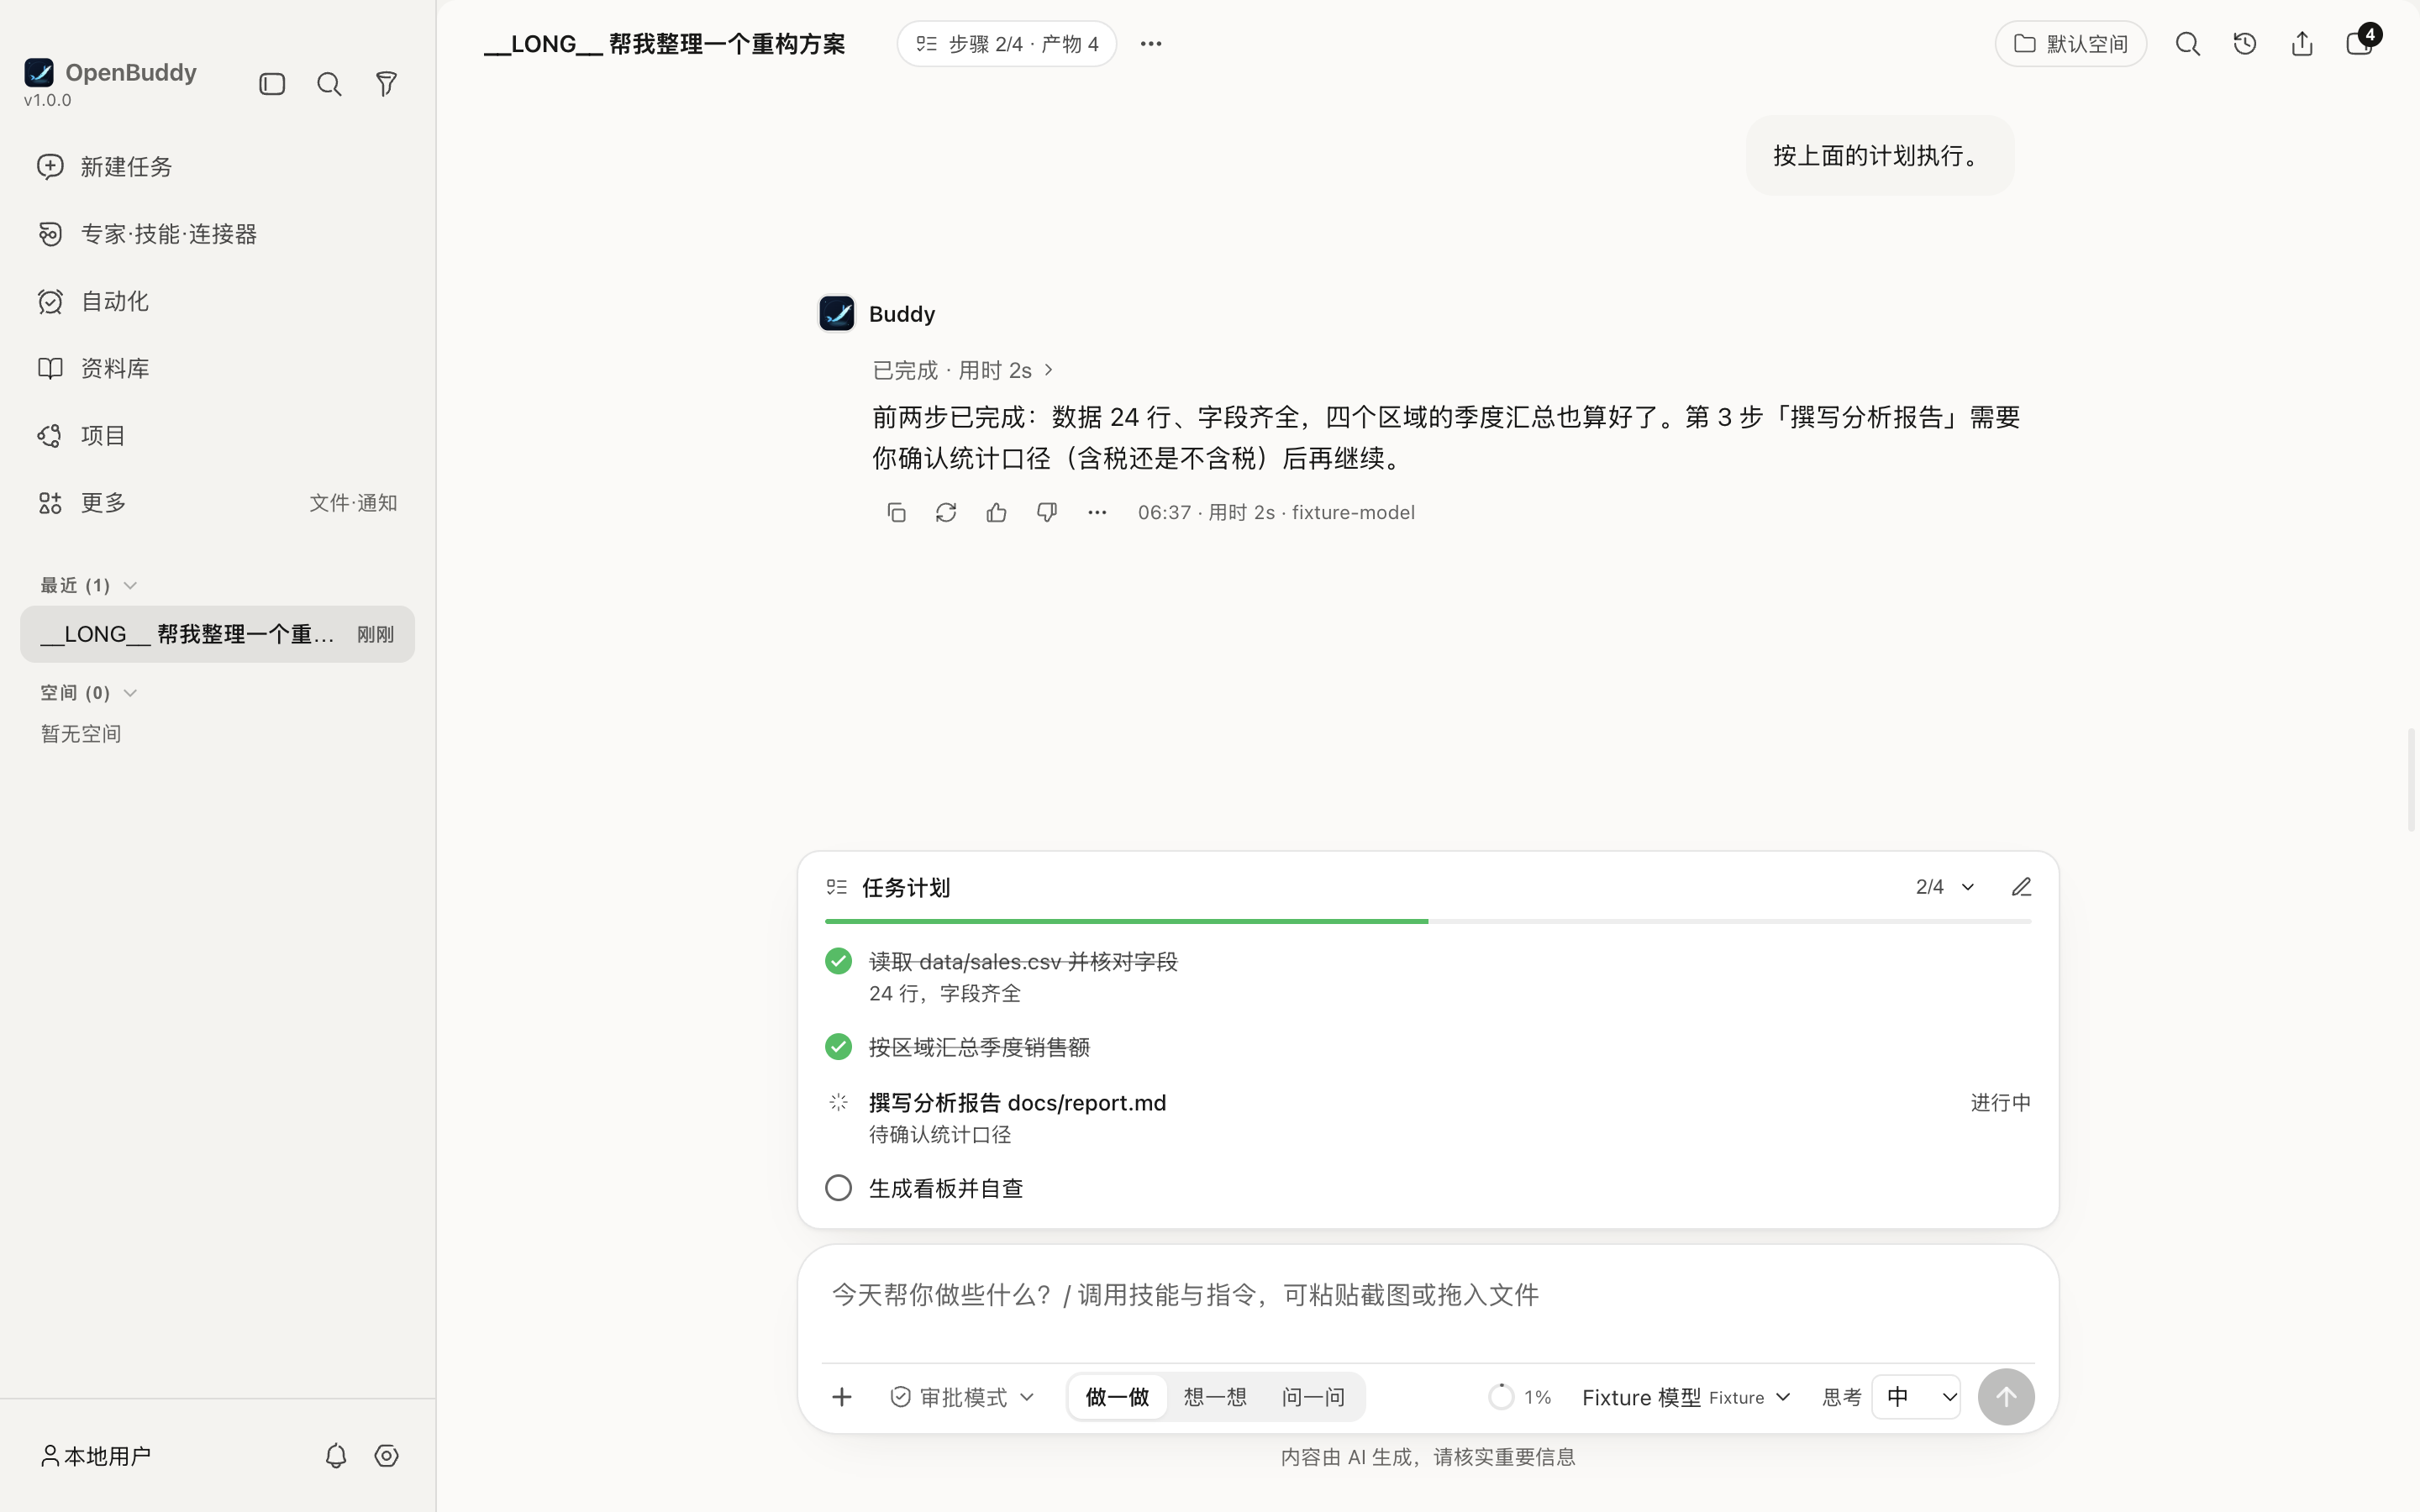 OpenBuddy
v1.0.0
新建任务
专家·技能·连接器
自动化
资料库
项目
更多 文件·通知
最近 (1)
__LONG__ 帮我整理一个重… 刚刚
空间 (0)
暂无空间
本地用户
__LONG__ 帮我整理一个重构方案 步骤 2/4 · 产物 4 默认空间 4
按上面的计划执行。
Buddy
已完成 · 用时 2s
前两步已完成：数据 24 行、字段齐全，四个区域的季度汇总也算好了。第 3 步「撰写分析报告」需要
你确认统计口径（含税还是不含税）后再继续。
06:37 · 用时 2s · fixture-model
任务计划 2/4
读取 data/sales.csv 并核对字段
24 行，字段齐全
按区域汇总季度销售额
撰写分析报告 docs/report.md 进行中
待确认统计口径
生成看板并自查
今天帮你做些什么？/ 调用技能与指令，可粘贴截图或拖入文件
审批模式 做一做 想一想 问一问 1% Fixture 模型 Fixture 思考 中
内容由 AI 生成，请核实重要信息